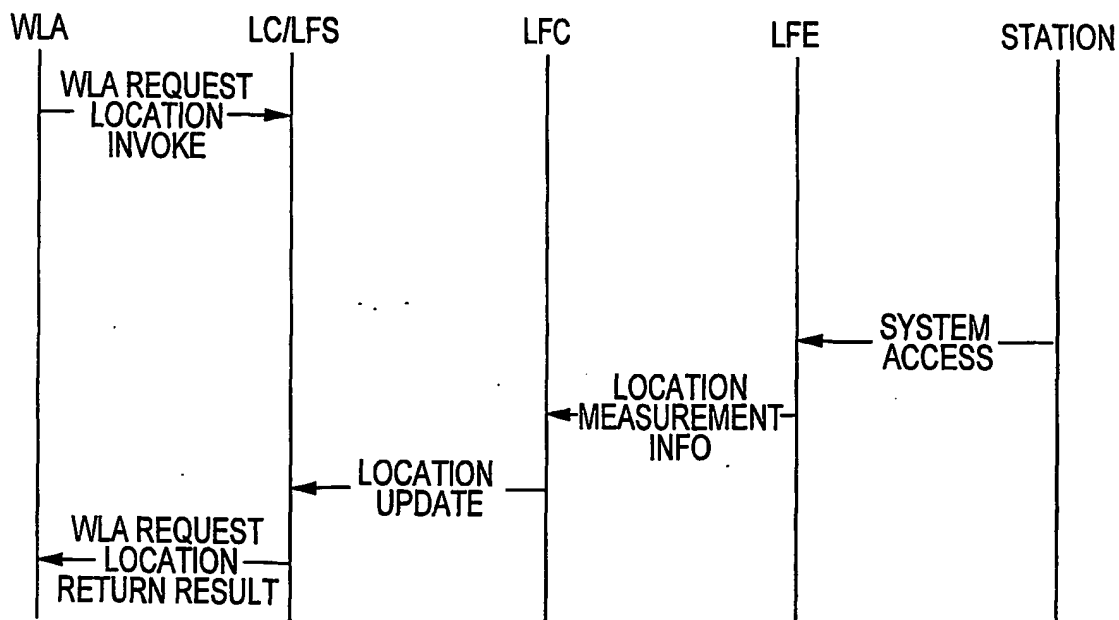 WLA
LC/LFS
LFC
LFE
STATION
WLA REQUEST
LOCATION
INVOKE
SYSTEM
ACCESS
LOCATION
MEASUREMENT
INFO
LOCATION
UPDATE
WLA REQUEST
LOCATION
RETURN RESULT